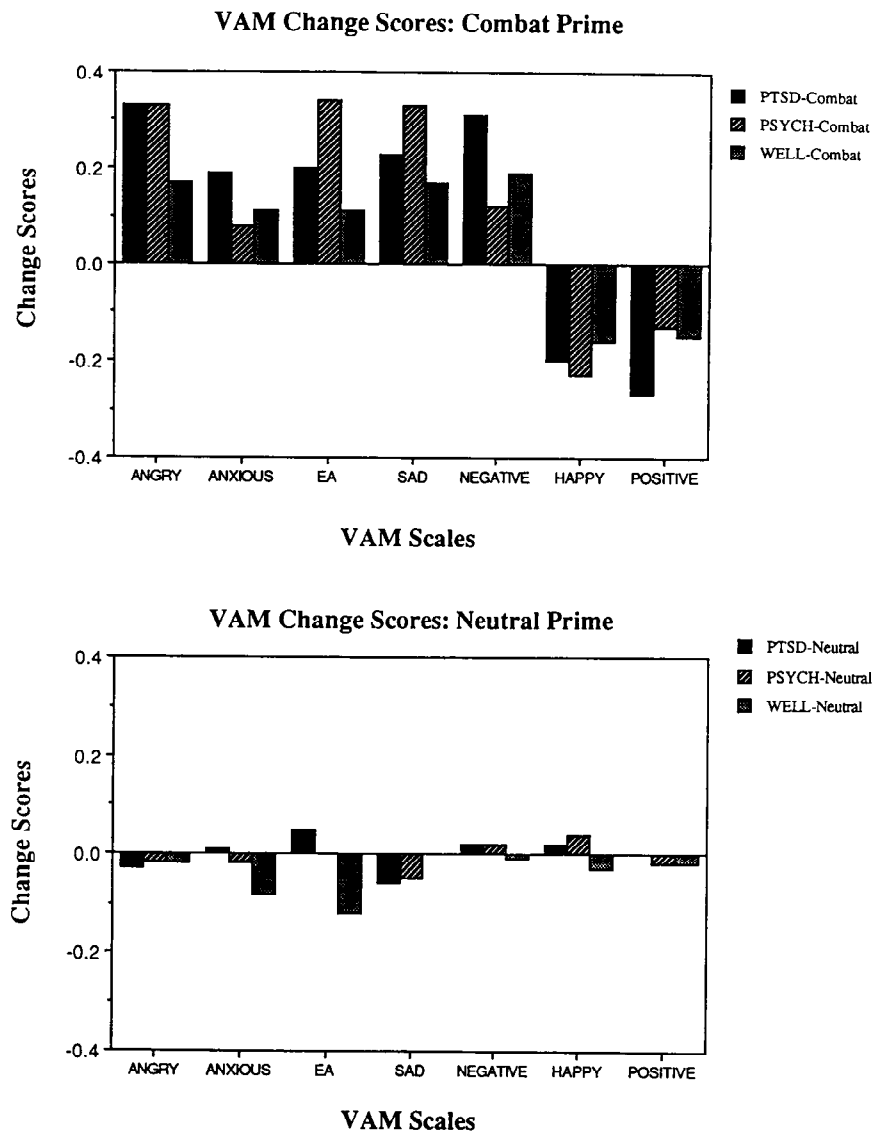 VAM Change Scores: Combat Prime
0.4
0.2
0.0
-0.2
-0.4
Change Scores
PTSD-Combat
PSYCH-Combat
WELL-Combat
ANGRY ANXIOUS EA SAD NEGATIVE HAPPY POSITIVE
VAM Scales
VAM Change Scores: Neutral Prime
0.4
0.2
0.0
-0.2
-0.4
Change Scores
PTSD-Neutral
PSYCH-Neutral
WELL-Neutral
ANGRY ANXIOUS EA SAD NEGATIVE HAPPY POSITIVE
VAM Scales